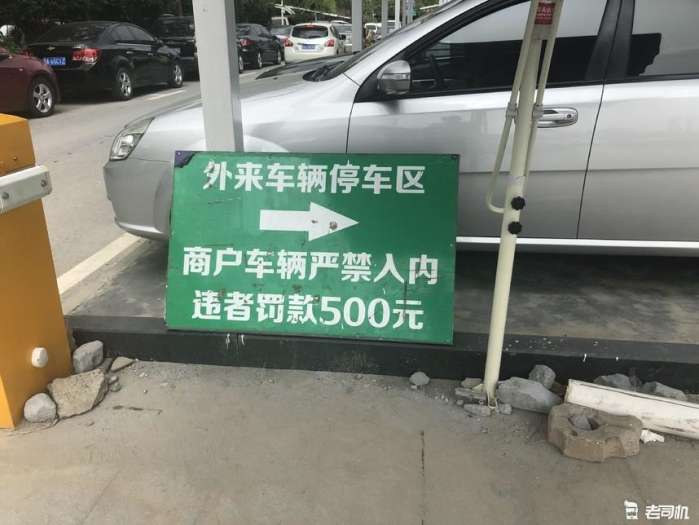 外来车辆停车区
商户车辆严禁入内
违者罚款500元
老司机